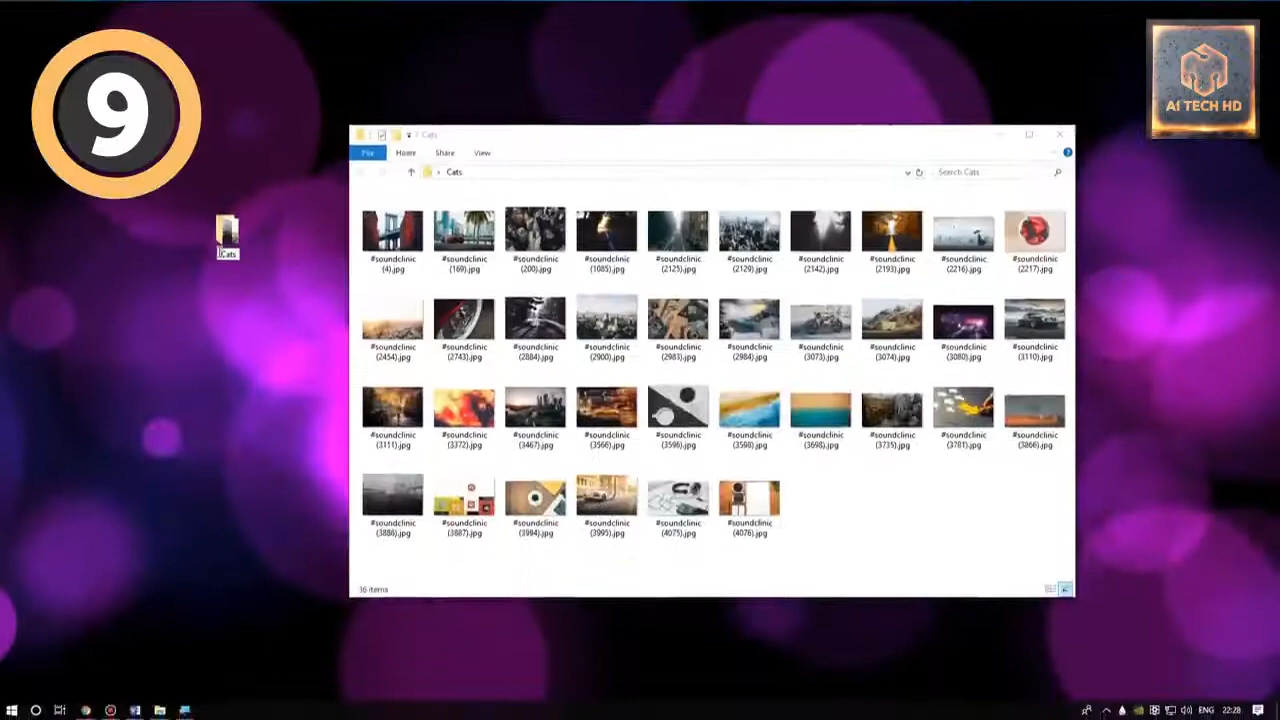 9
A1 TECH HD
Cats
Cats
File Home Share View
Cats
Search Cats
#soundclinic (4).jpg
#soundclinic (169).jpg
#soundclinic (200).jpg
#soundclinic (1085).jpg
#soundclinic (2125).jpg
#soundclinic (2129).jpg
#soundclinic (2142).jpg
#soundclinic (2193).jpg
#soundclinic (2216).jpg
#soundclinic (2217).jpg
#soundclinic (2454).jpg
#soundclinic (2743).jpg
#soundclinic (2884).jpg
#soundclinic (2900).jpg
#soundclinic (2983).jpg
#soundclinic (2984).jpg
#soundclinic (3073).jpg
#soundclinic (3074).jpg
#soundclinic (3080).jpg
#soundclinic (3110).jpg
#soundclinic (3111).jpg
#soundclinic (3372).jpg
#soundclinic (3467).jpg
#soundclinic (3566).jpg
#soundclinic (3596).jpg
#soundclinic (3598).jpg
#soundclinic (3698).jpg
#soundclinic (3735).jpg
#soundclinic (3781).jpg
#soundclinic (3866).jpg
#soundclinic (3886).jpg
#soundclinic (3887).jpg
#soundclinic (3994).jpg
#soundclinic (3995).jpg
#soundclinic (4075).jpg
#soundclinic (4076).jpg
36 items
ENG 22:28